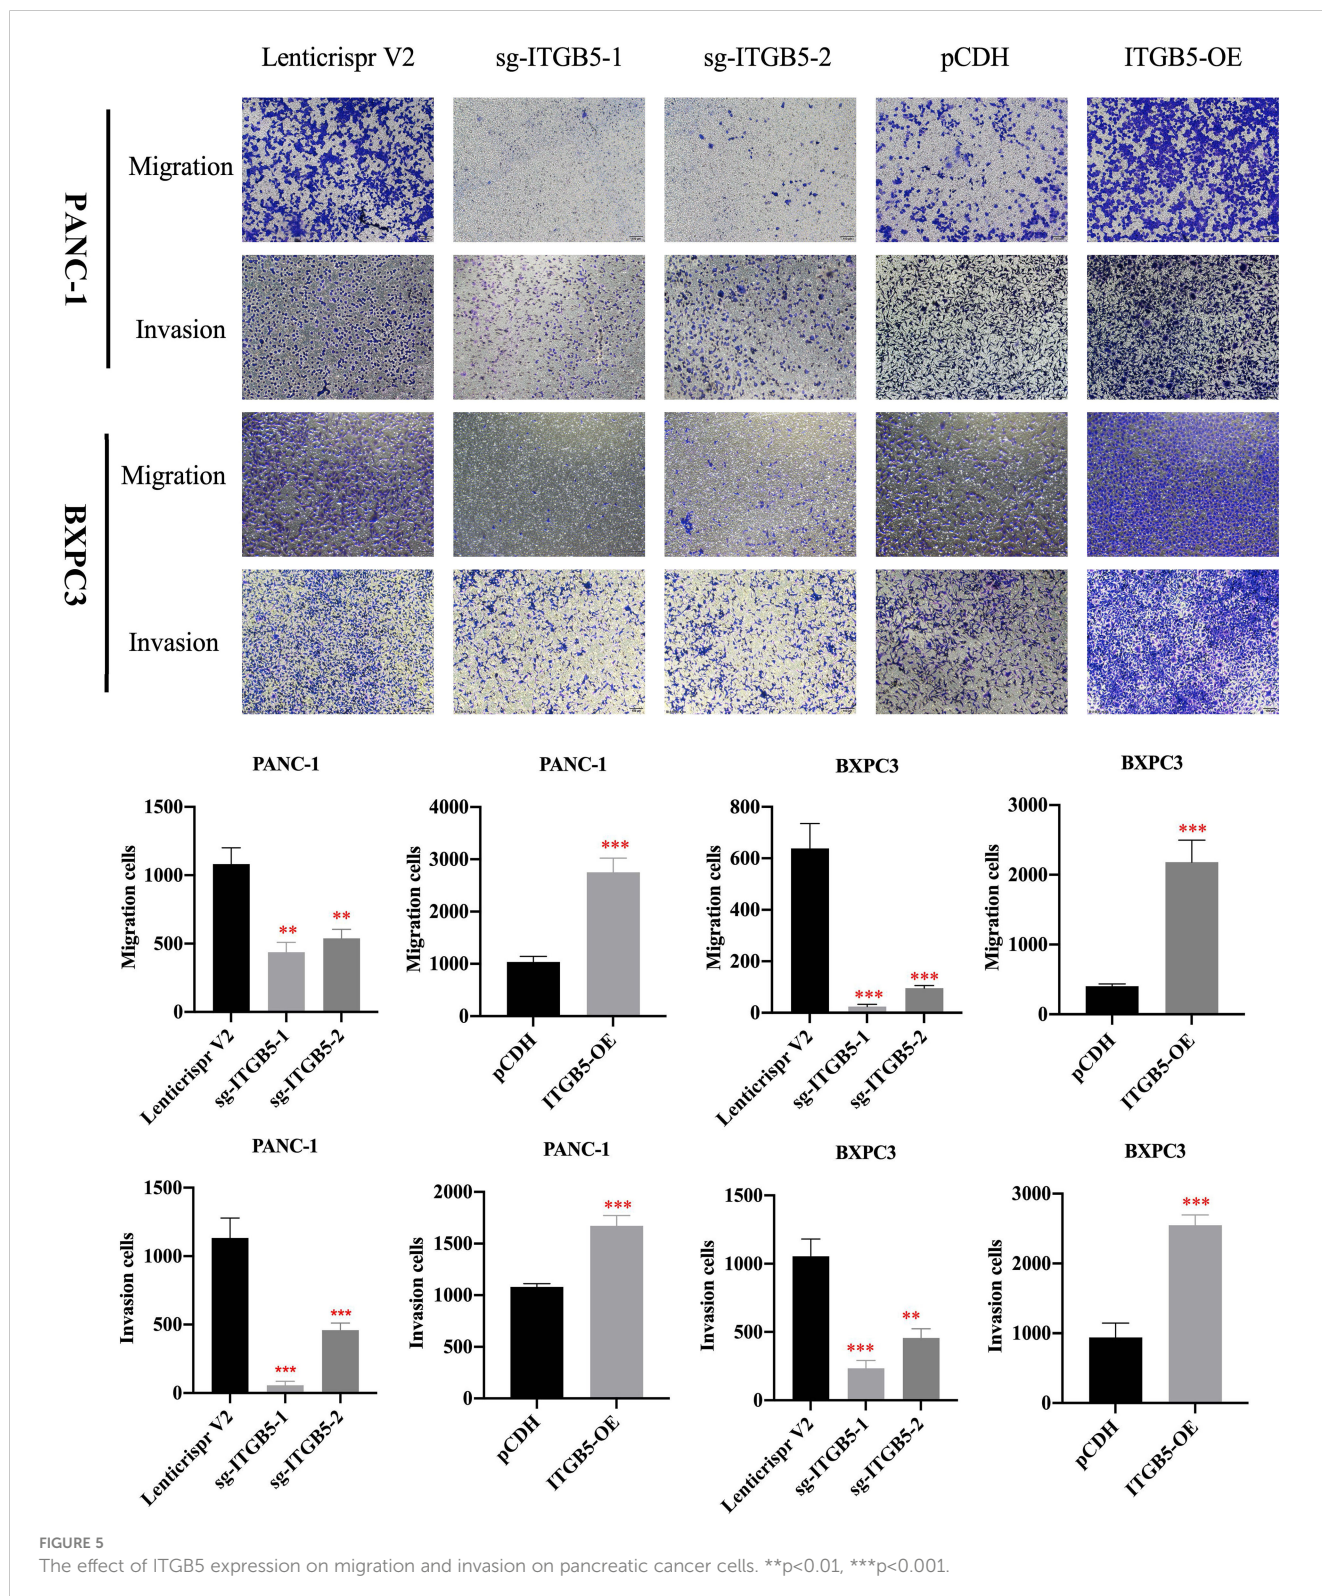 Lenticrispr V2 sg-ITGB5-1 sg-ITGB5-2 pCDH ITGB5-OE
PANC-1
Migration
Invasion
BXPC3
Migration
Invasion
PANC-1
Migration cells
1500
1000
500
0
** **
Lenticrispr V2
sg-ITGB5-1
sg-ITGB5-2
PANC-1
Migration cells
4000
3000
2000
1000
0
***
pCDH
ITGB5-OE
BXPC3
Migration cells
800
600
400
200
0
*** ***
Lenticrispr V2
sg-ITGB5-1
sg-ITGB5-2
BXPC3
Migration cells
3000
2000
1000
0
***
pCDH
ITGB5-OE
PANC-1
Invasion cells
1500
1000
500
0
*** ***
Lenticrispr V2
sg-ITGB5-1
sg-ITGB5-2
PANC-1
Invasion cells
2000
1500
1000
500
0
***
pCDH
ITGB5-OE
BXPC3
Invasion cells
1500
1000
500
0
*** **
Lenticrispr V2
sg-ITGB5-1
sg-ITGB5-2
BXPC3
Invasion cells
3000
2000
1000
0
***
pCDH
ITGB5-OE
FIGURE 5
The effect of ITGB5 expression on migration and invasion on pancreatic cancer cells. **p<0.01, ***p<0.001.